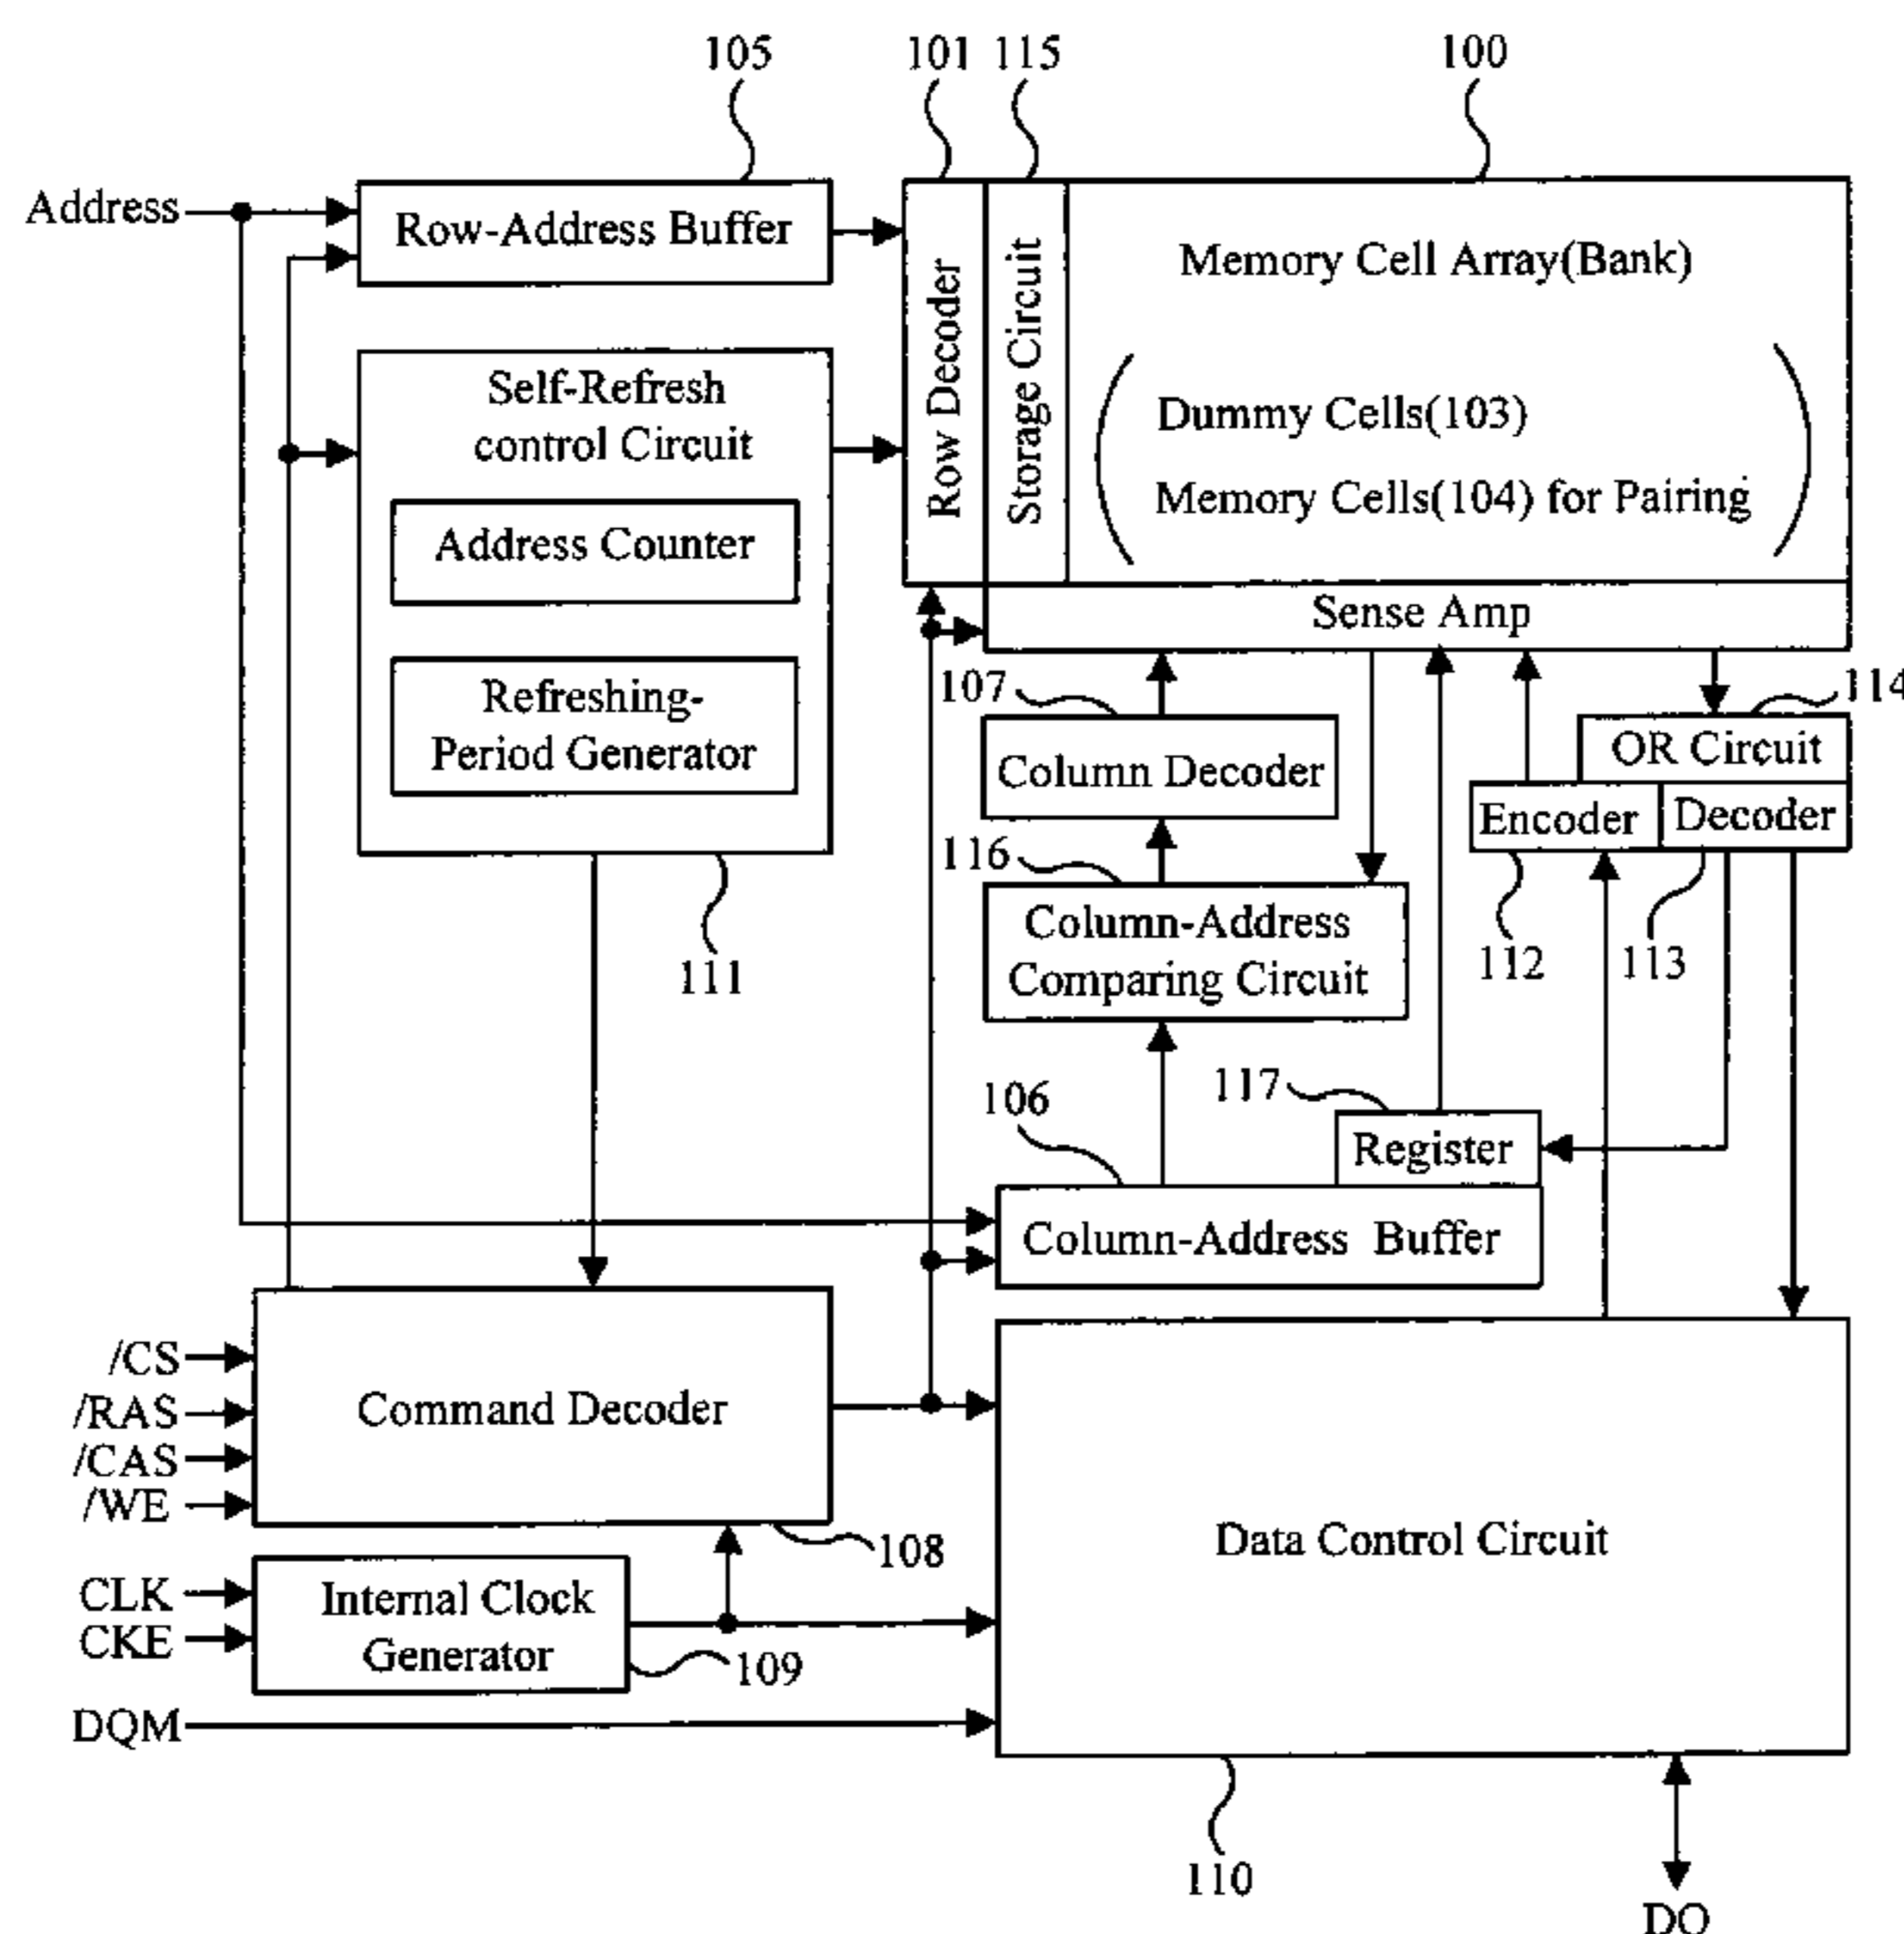 105
101 115
100
Address
Row-Address Buffer
Row Decoder
Storage Circuit
Memory Cell Array(Bank)
Dummy Cells(103)
Memory Cells(104) for Pairing
Self-Refresh
control Circuit
Address Counter
Refreshing-
Period Generator
111
Sense Amp
107
Column Decoder
114
OR Circuit
Encoder
Decoder
112
113
116
Column-Address
Comparing Circuit
117
Register
106
Column-Address Buffer
/CS
/RAS
/CAS
/WE
Command Decoder
108
CLK
CKE
Internal Clock
Generator
109
DQM
Data Control Circuit
110